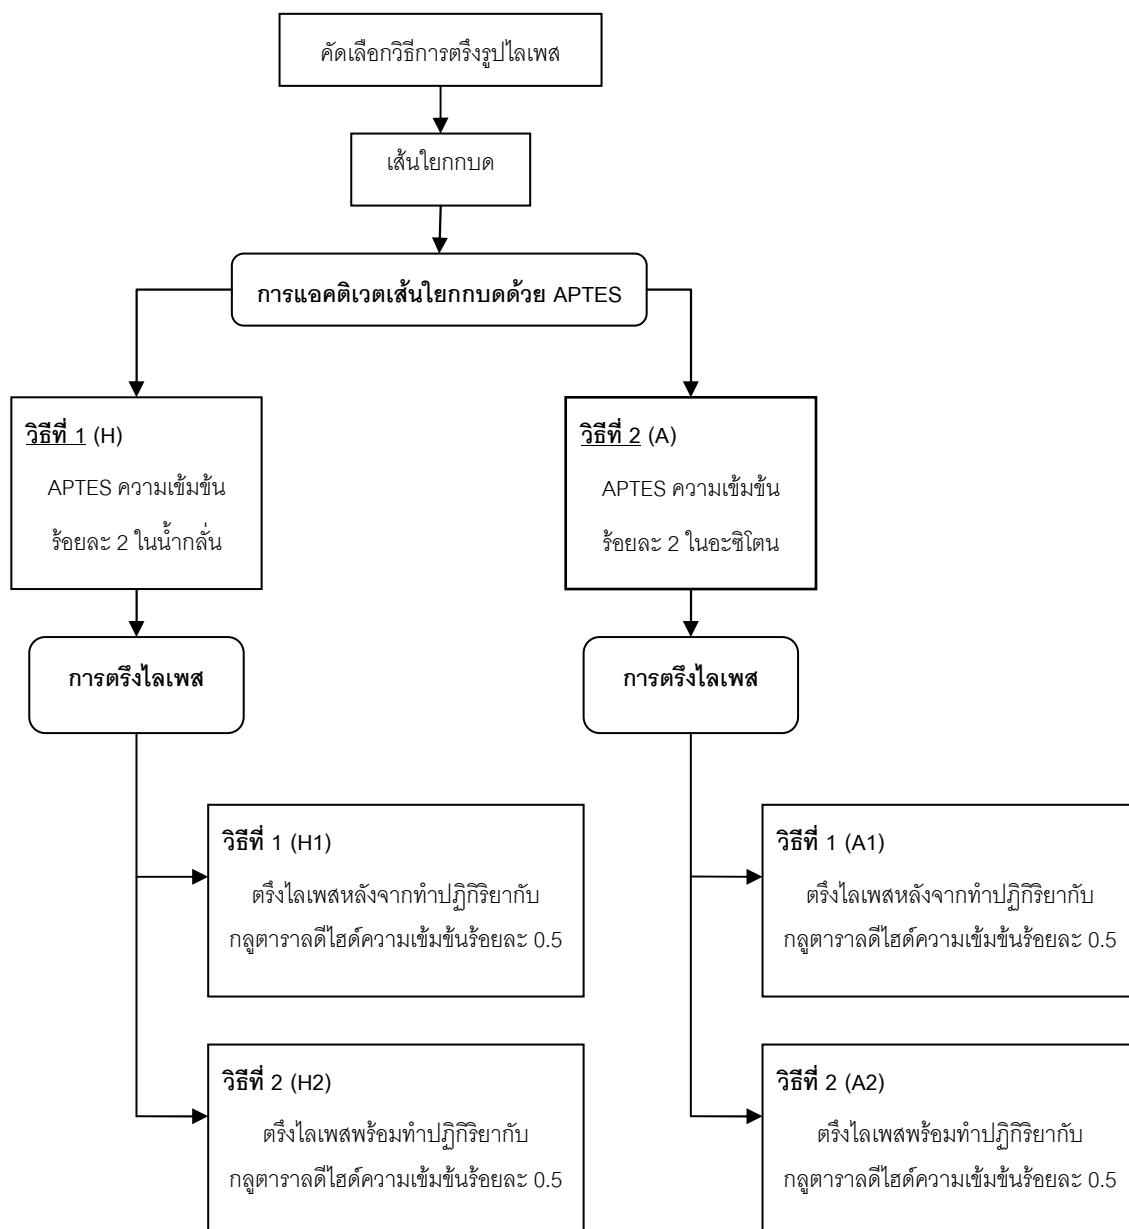 คัดเลือกวิธีการตรึงรูปไลเพส
เส้นใยกกบด
การแอคติเวตเส้นใยกกบดด้วย APTES
วิธีที่ 1 (H)
APTES ความเข้มข้น
ร้อยละ 2 ในน้ำกลั่น
วิธีที่ 2 (A)
APTES ความเข้มข้น
ร้อยละ 2 ในอะซิโตน
การตรึงไลเพส
การตรึงไลเพส
วิธีที่ 1 (H1)
ตรึงไลเพสหลังจากทำปฏิกิริยากับ
กลูตาราลดีไฮด์ความเข้มข้นร้อยละ 0.5
วิธีที่ 1 (A1)
ตรึงไลเพสหลังจากทำปฏิกิริยากับ
กลูตาราลดีไฮด์ความเข้มข้นร้อยละ 0.5
วิธีที่ 2 (H2)
ตรึงไลเพสพร้อมทำปฏิกิริยากับ
กลูตาราลดีไฮด์ความเข้มข้นร้อยละ 0.5
วิธีที่ 2 (A2)
ตรึงไลเพสพร้อมทำปฏิกิริยากับ
กลูตาราลดีไฮด์ความเข้มข้นร้อยละ 0.5